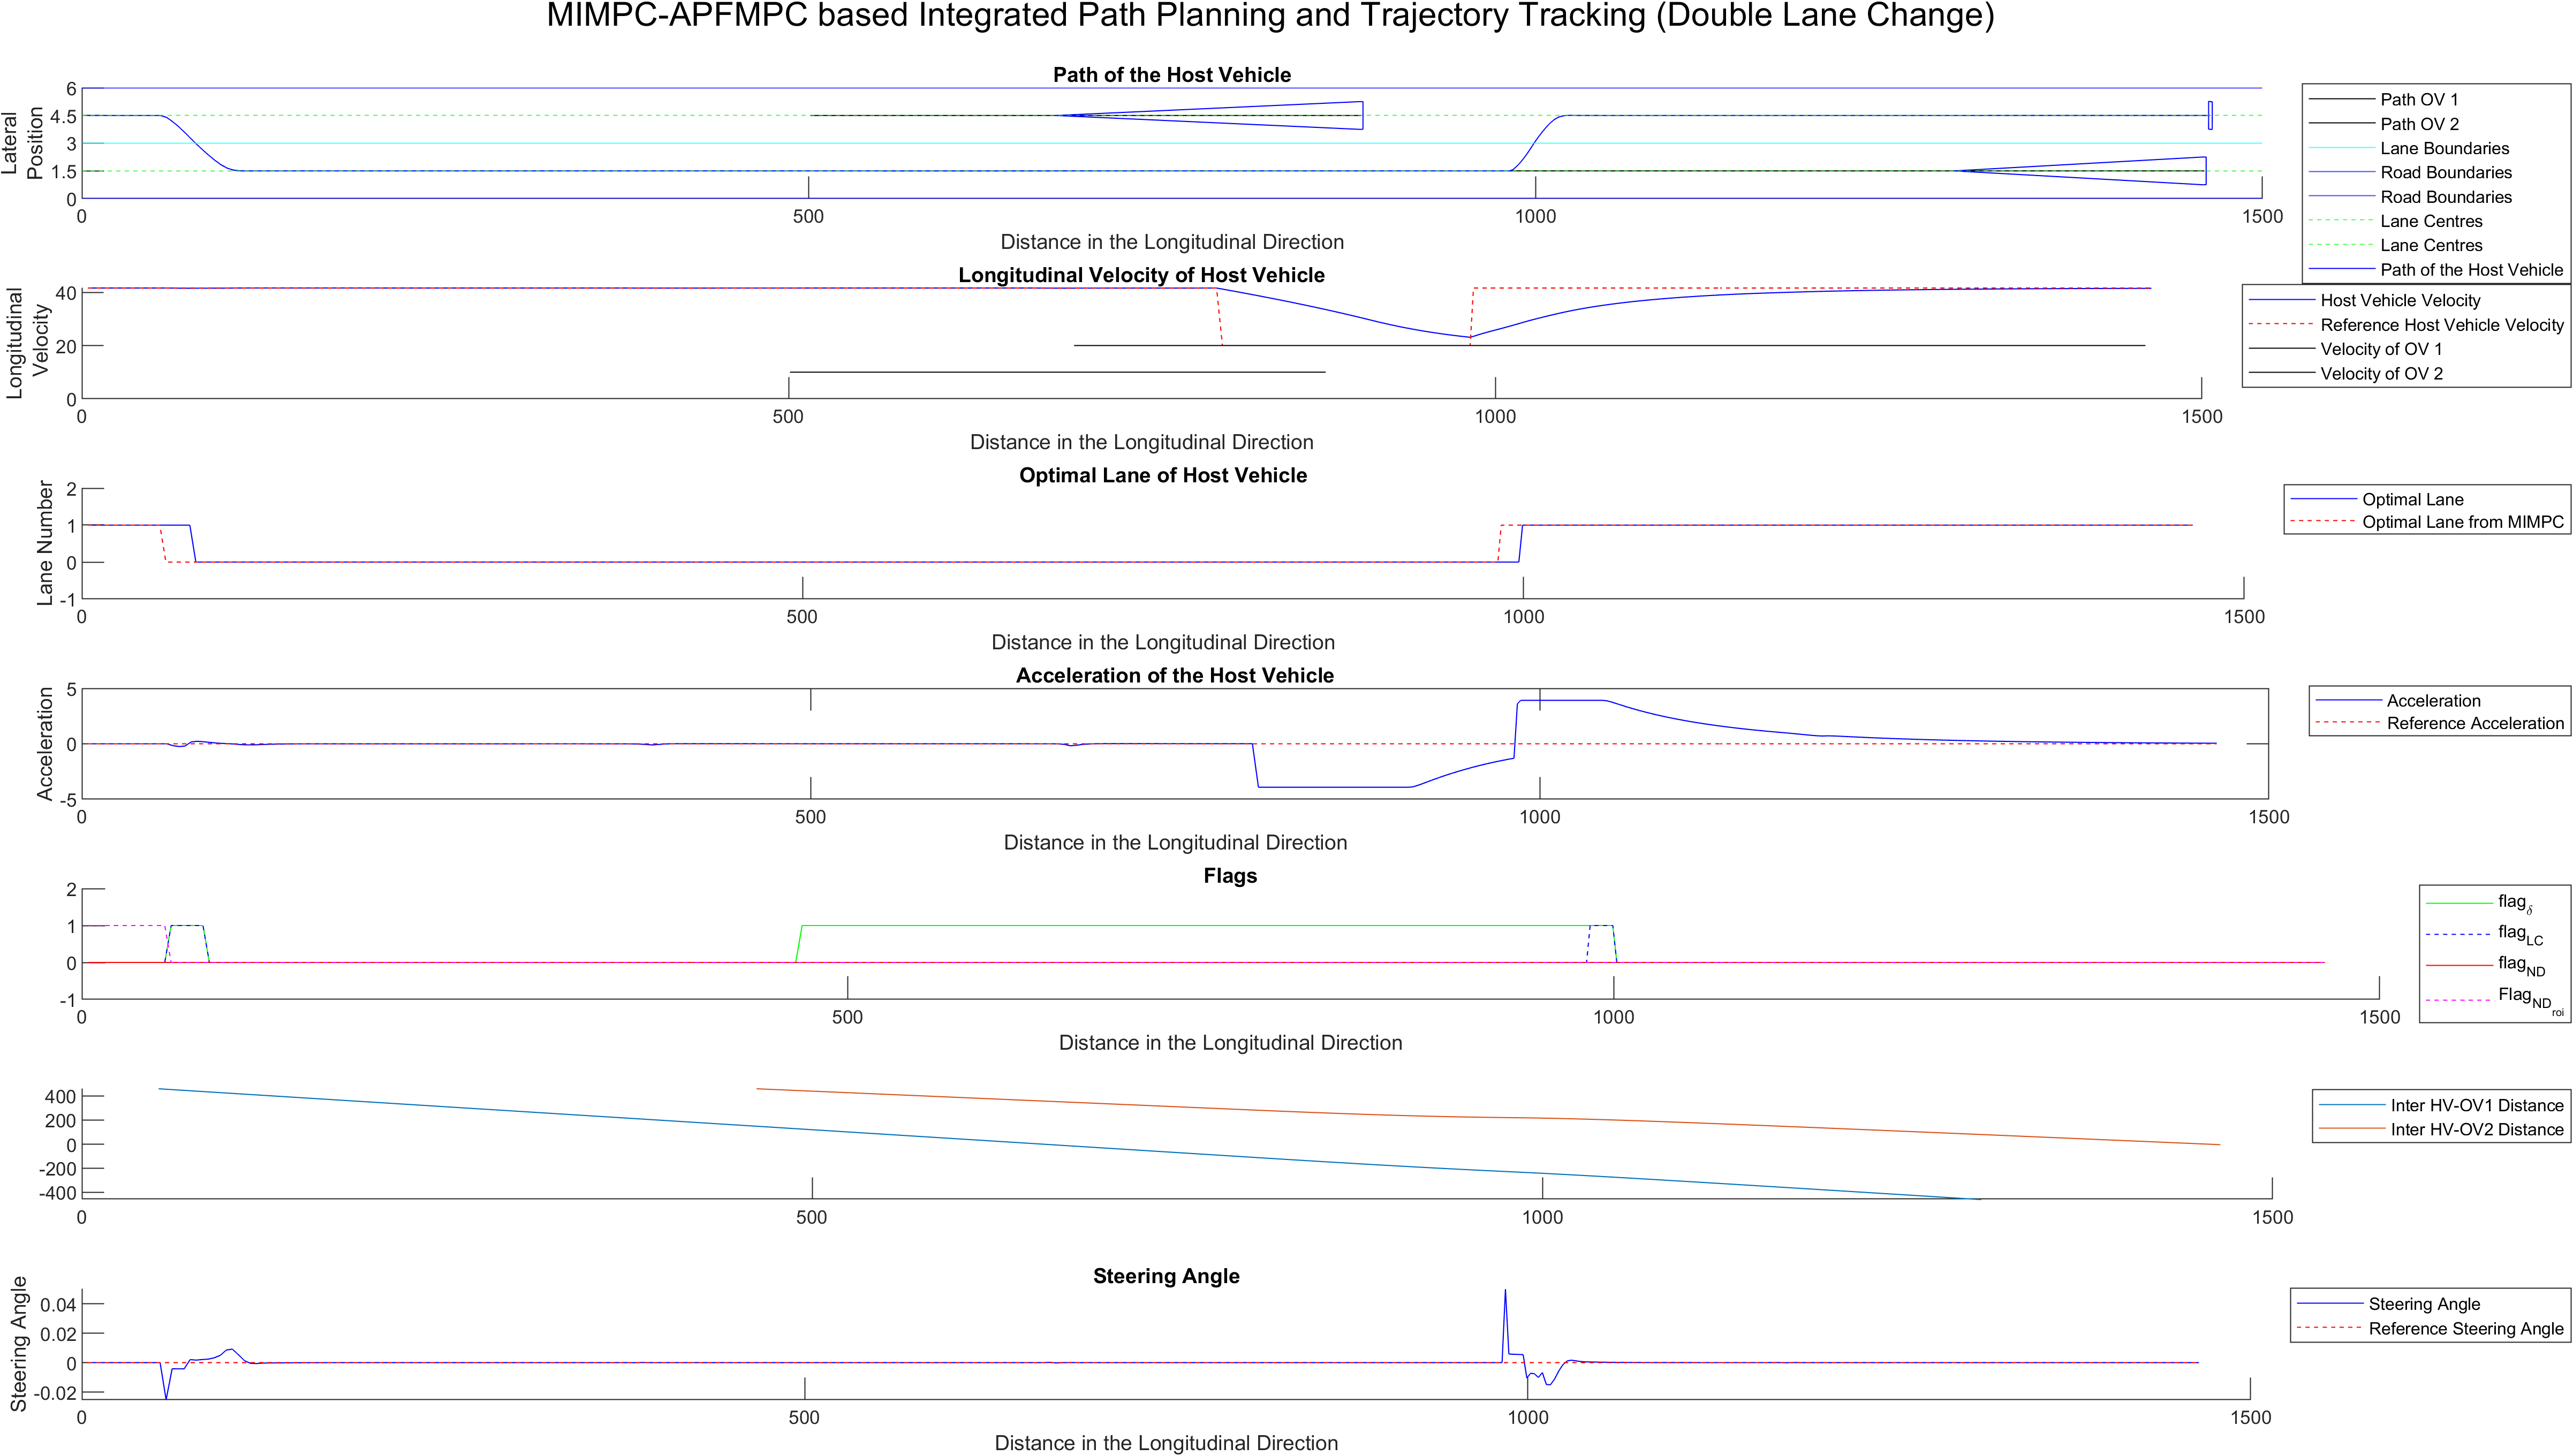 MIMPC-APFMPC based Integrated Path Planning and Trajectory Tracking (Double Lane Change)
Path of the Host Vehicle
Lateral
Position
6
4.5
3
1.5
0
0
500
1000
1500
Distance in the Longitudinal Direction
Path OV 1
Path OV 2
Lane Boundaries
Road Boundaries
Road Boundaries
Lane Centres
Lane Centres
Path of the Host Vehicle
Longitudinal Velocity of Host Vehicle
Longitudinal
Velocity
40
20
0
0
500
1000
1500
Distance in the Longitudinal Direction
Host Vehicle Velocity
Reference Host Vehicle Velocity
Velocity of OV 1
Velocity of OV 2
Optimal Lane of Host Vehicle
Lane Number
2
1
0
-1
0
500
1000
1500
Distance in the Longitudinal Direction
Optimal Lane
Optimal Lane from MIMPC
Acceleration of the Host Vehicle
Acceleration
5
0
-5
0
500
1000
1500
Distance in the Longitudinal Direction
Acceleration
Reference Acceleration
Flags
2
1
0
-1
0
500
1000
1500
Distance in the Longitudinal Direction
flag δ
flag LC
flag ND
Flag ND roi
400
200
0
-200
-400
0
500
1000
1500
Inter HV-OV1 Distance
Inter HV-OV2 Distance
Steering Angle
Steering Angle
0.04
0.02
0
-0.02
0
500
1000
1500
Distance in the Longitudinal Direction
Steering Angle
Reference Steering Angle